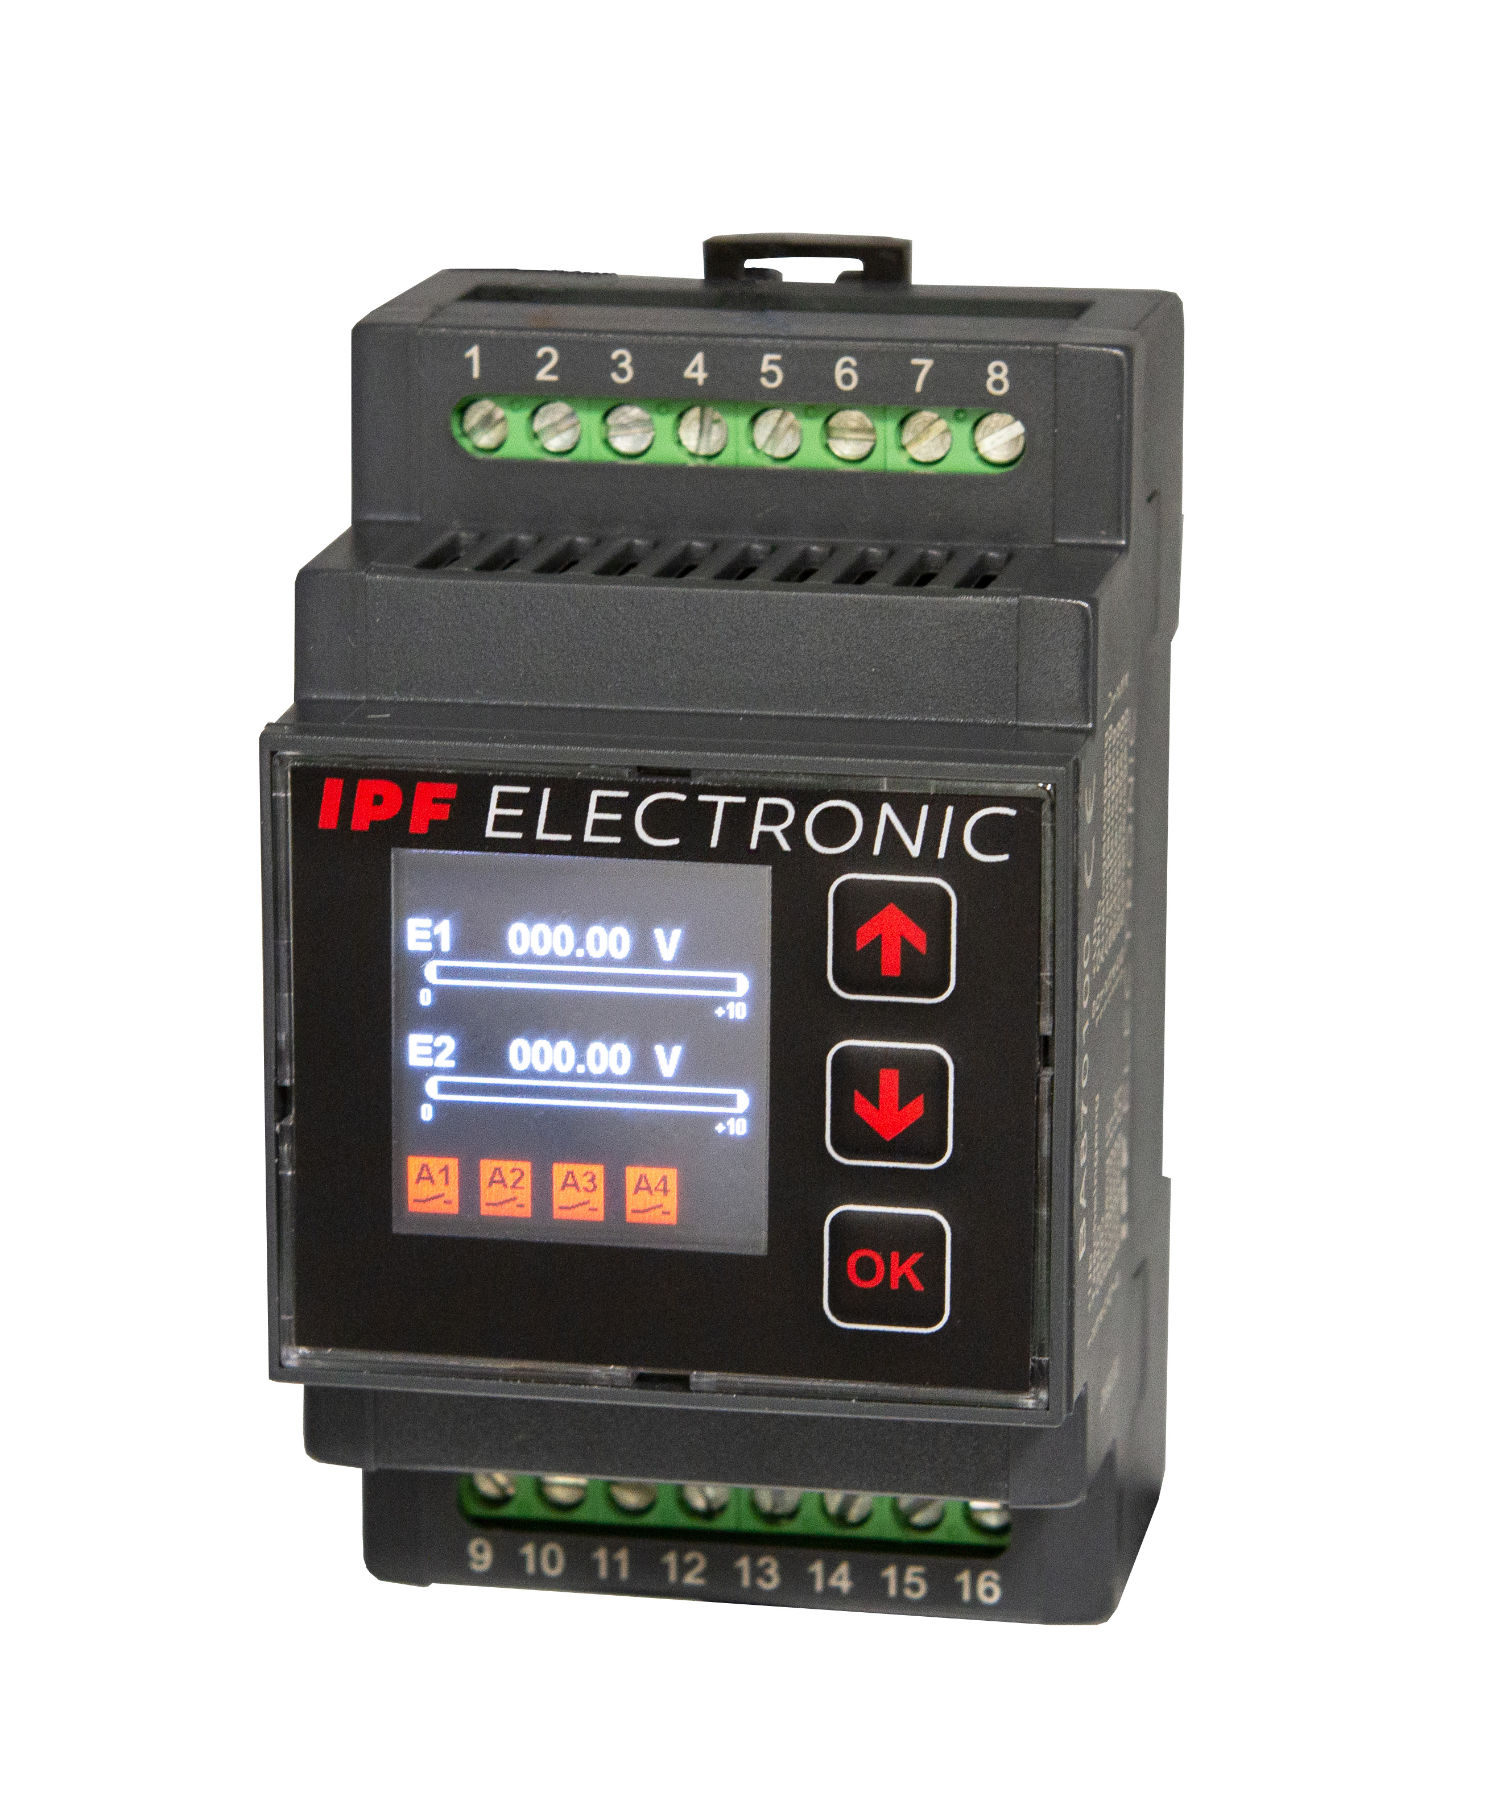 1 2 3 4 5 6 7 8
IPF ELECTRONIC
E1 000.00 V
0 +10
E2 000.00 V
0 +10
A1 A2 A3 A4
OK
9 10 11 12 13 14 15 16
CE